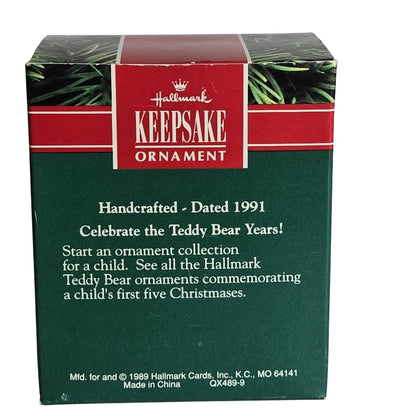 Hallmark
KEEPSAKE
ORNAMENT
Handcrafted - Dated 1991
Celebrate the Teddy Bear Years!
Start an ornament collection
for a child. See all the Hallmark
Teddy Bear ornaments commemorating
a child's first five Christmases.
Mfd. for and © 1989 Hallmark Cards, Inc., K.C., MO 64141
Made in China QX489-9